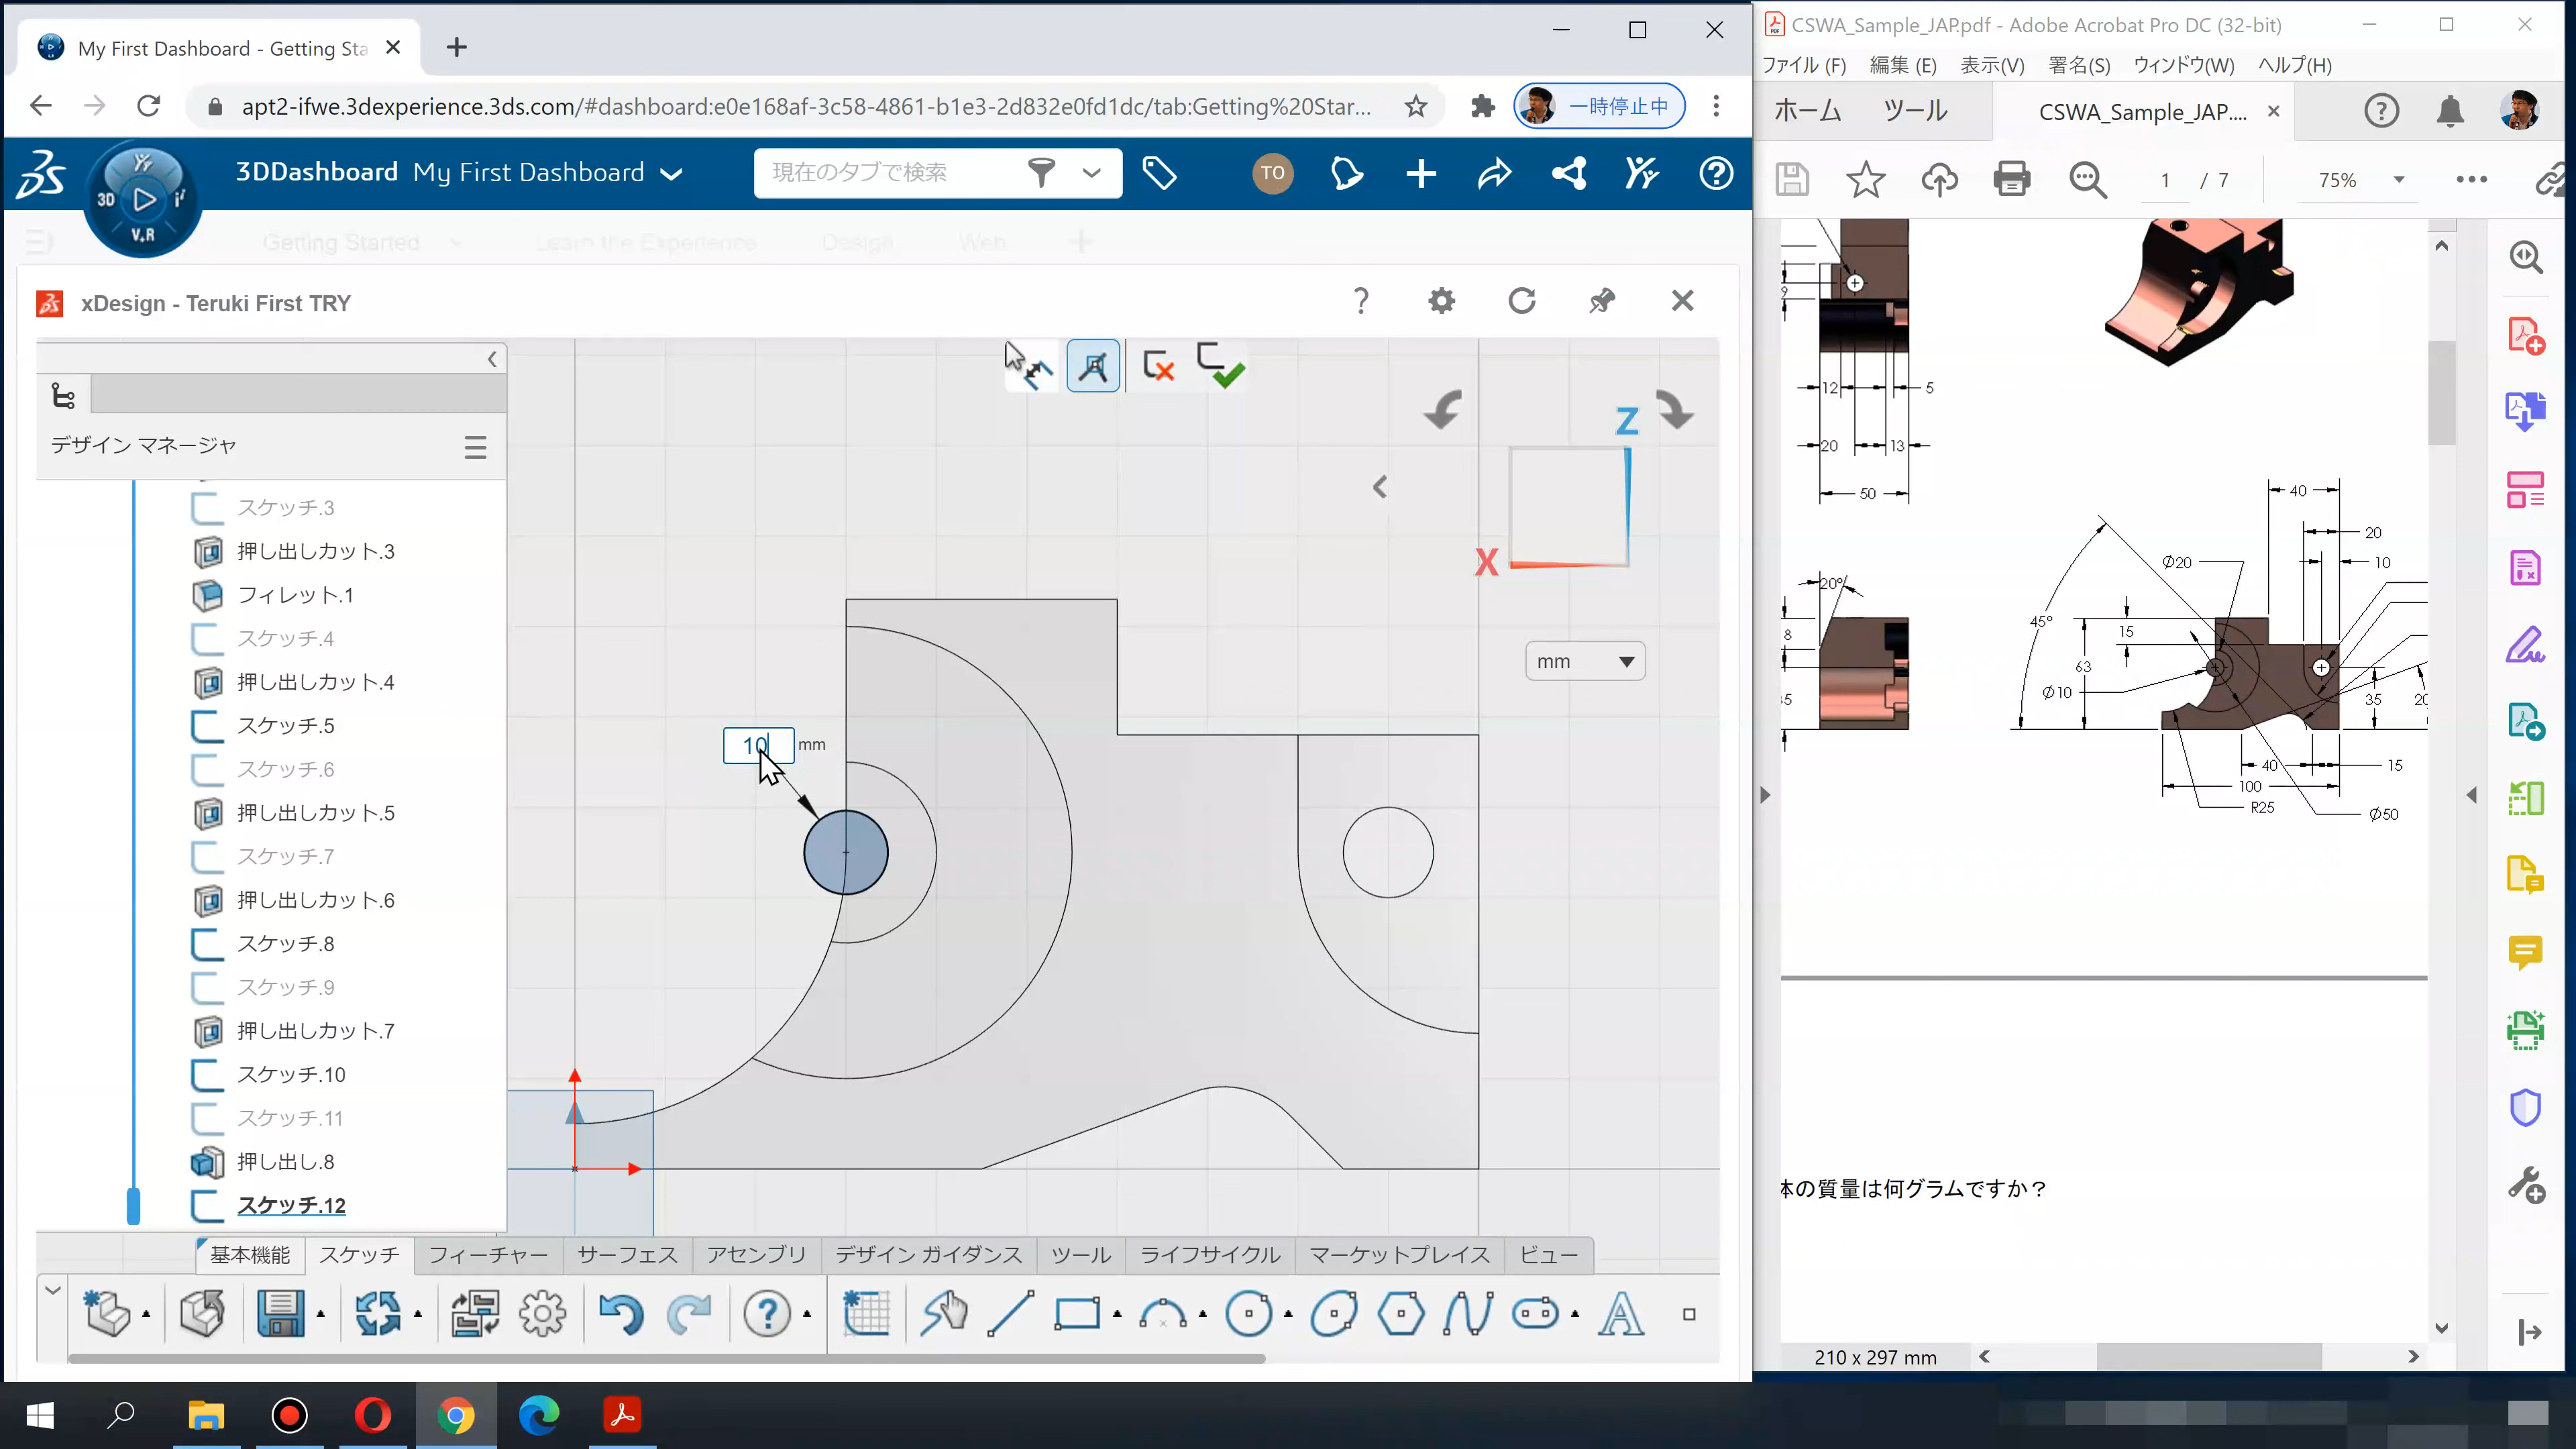 My First Dashboard - Getting Sta
apt2-ifwe.3dexperience.3ds.com/#dashboard:e0e168af-3c58-4861-b1e3-2d832e0fd1dc/tab:Getting%20Star...
一時停止中
3D
V.R
3DDashboard My First Dashboard
現在のタブで検索
TO
Getting Started
Learn the Experience
Design
Web
xDesign - Teruki First TRY
デザイン マネージャ
スケッチ.3
押し出しカット.3
フィレット.1
スケッチ.4
押し出しカット.4
スケッチ.5
スケッチ.6
押し出しカット.5
スケッチ.7
押し出しカット.6
スケッチ.8
スケッチ.9
押し出しカット.7
スケッチ.10
スケッチ.11
押し出し.8
スケッチ.12
Z
X
mm
10 mm
基本機能
スケッチ
フィーチャー
サーフェス
アセンブリ
デザイン ガイダンス
ツール
ライフサイクル
マーケットプレイス
ビュー
CSWA_Sample_JAP.pdf - Adobe Acrobat Pro DC (32-bit)
ファイル (F) 編集 (E) 表示(V) 署名(S) ウィンドウ(W) ヘルプ(H)
ホーム ツール CSWA_Sample_JAP....
1 / 7
75%
9
12
5
20
13
50
40
20
10
Ø20
20°
45°
15
8
63
Ø10
35
20
40
15
100
R25
Ø50
体の質量は何グラムですか？
210 x 297 mm